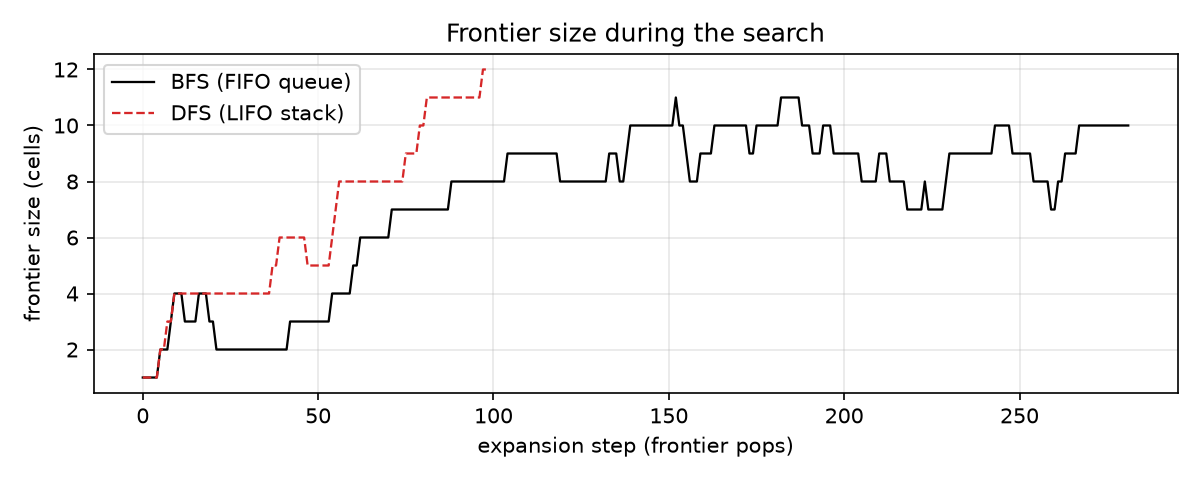 Frontier size during the search
BFS (FIFO queue)
DFS (LIFO stack)
frontier size (cells)
12
10
8
6
4
2
0 50 100 150 200 250
expansion step (frontier pops)